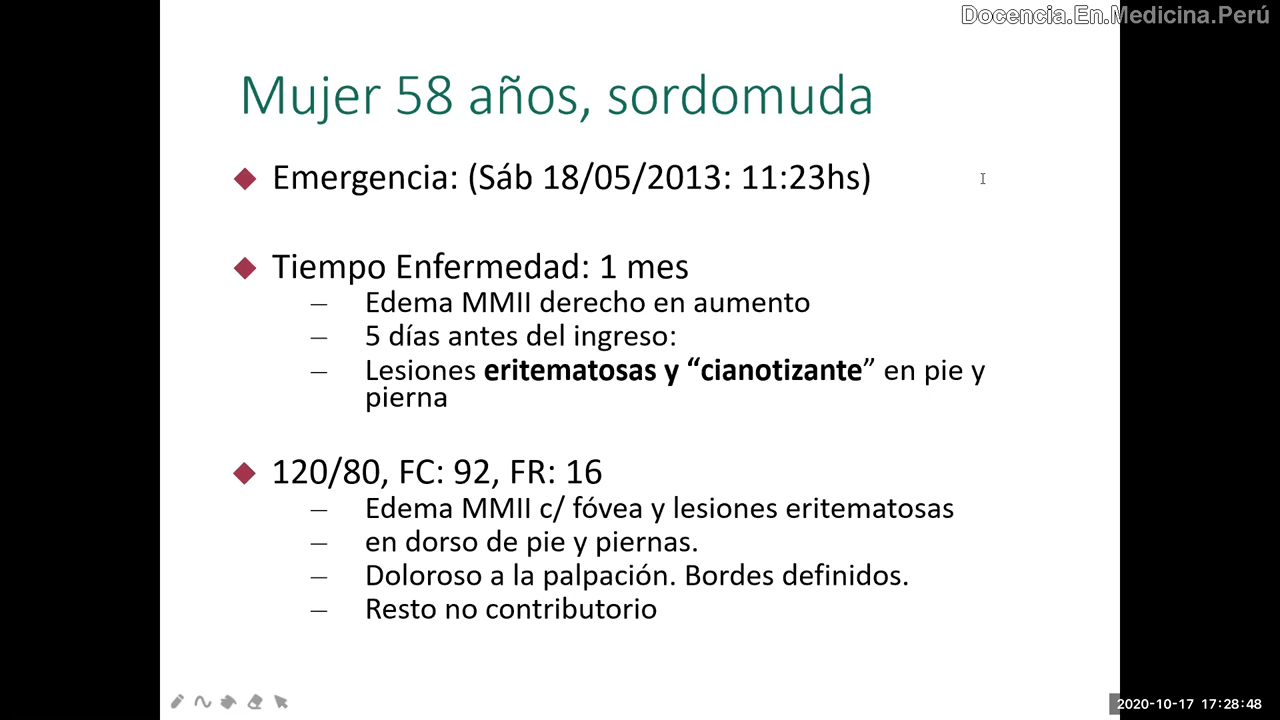 Docencia.En.Medicina.Perú
Mujer 58 años, sordomuda
Emergencia: (Sáb 18/05/2013: 11:23hs)
Tiempo Enfermedad: 1 mes
– Edema MMII derecho en aumento
– 5 días antes del ingreso:
– Lesiones eritematosas y “cianotizante” en pie y
pierna
120/80, FC: 92, FR: 16
– Edema MMII c/ fóvea y lesiones eritematosas
– en dorso de pie y piernas.
– Doloroso a la palpación. Bordes definidos.
– Resto no contributorio
2020-10-17 17:28:48